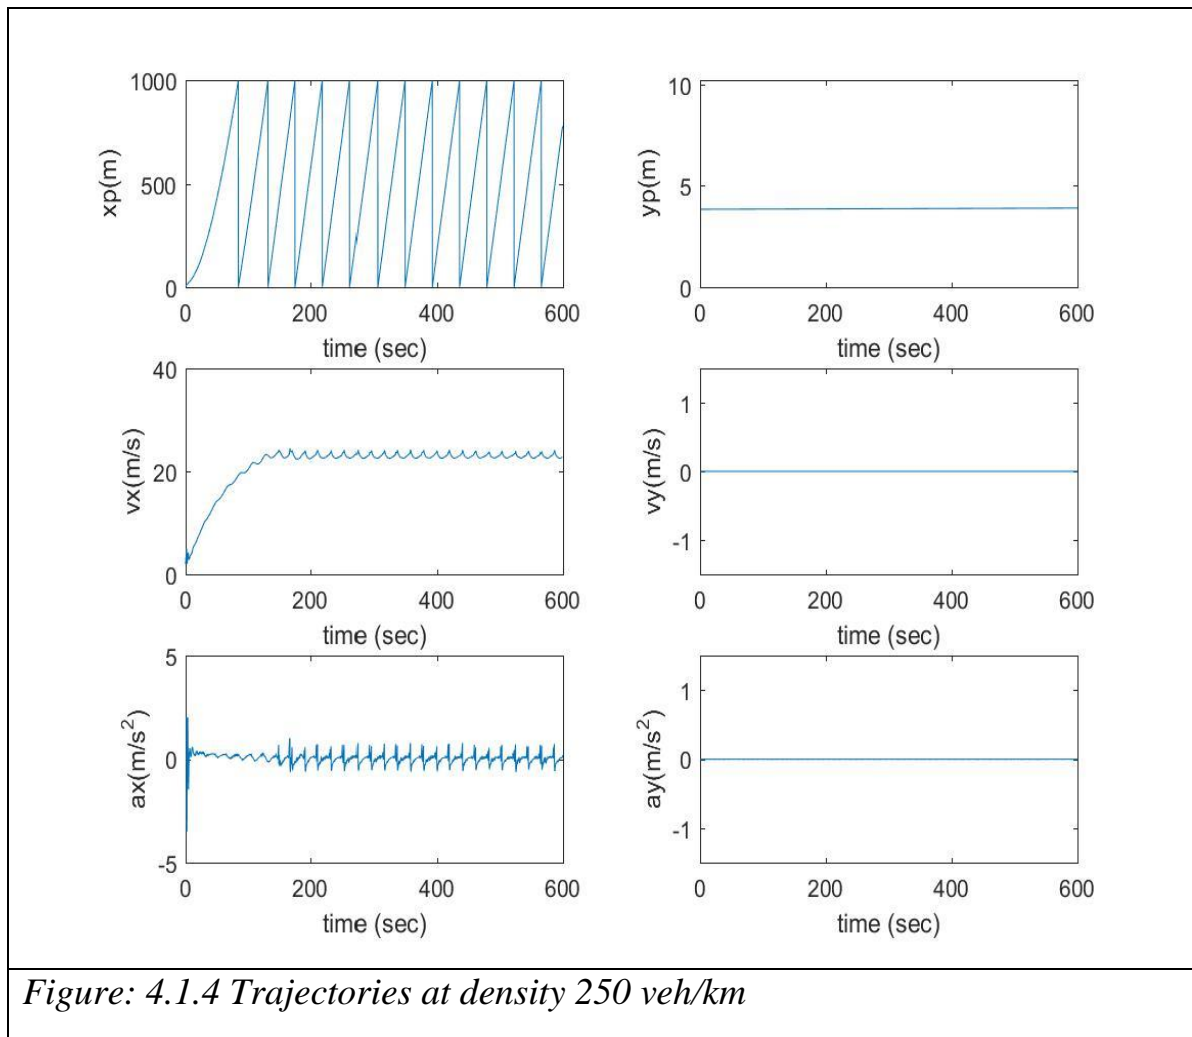 1000
500
0
xp(m)
0 200 400 600
time (sec)
10
5
0
yp(m)
0 200 400 600
time (sec)
40
20
0
vx(m/s)
0 200 400 600
time (sec)
1
0
-1
vy(m/s)
0 200 400 600
time (sec)
5
0
-5
ax(m/s²)
0 200 400 600
time (sec)
1
0
-1
ay(m/s²)
0 200 400 600
time (sec)
Figure: 4.1.4 Trajectories at density 250 veh/km